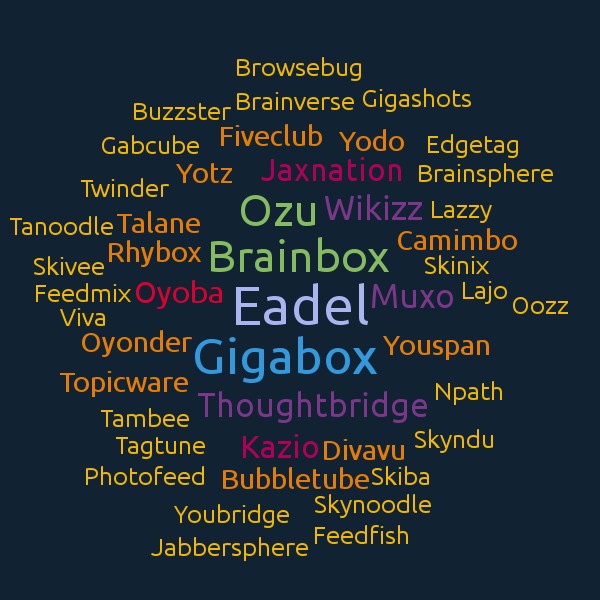 Browsebug
Brainverse
Gigashots
Buzzster
Fiveclub
Yodo
Edgetag
Gabcube
Jaxnation
Brainsphere
Yotz
Twinder
Ozu
Wikizz
Lazzy
Tanoodle
Talane
Camimbo
Rhybox
Brainbox
Skinix
Skivee
Feedmix
Oyoba
Eadel
Muxo
Lajo
Oozz
Viva
Oyonder
Gigabox
Youspan
Topicware
Thoughtbridge
Npath
Tambee
Tagtune
Kazio
Divavu
Skyndu
Photofeed
Bubbletube
Skiba
Youbridge
Skynoodle
Jabbersphere
Feedfish